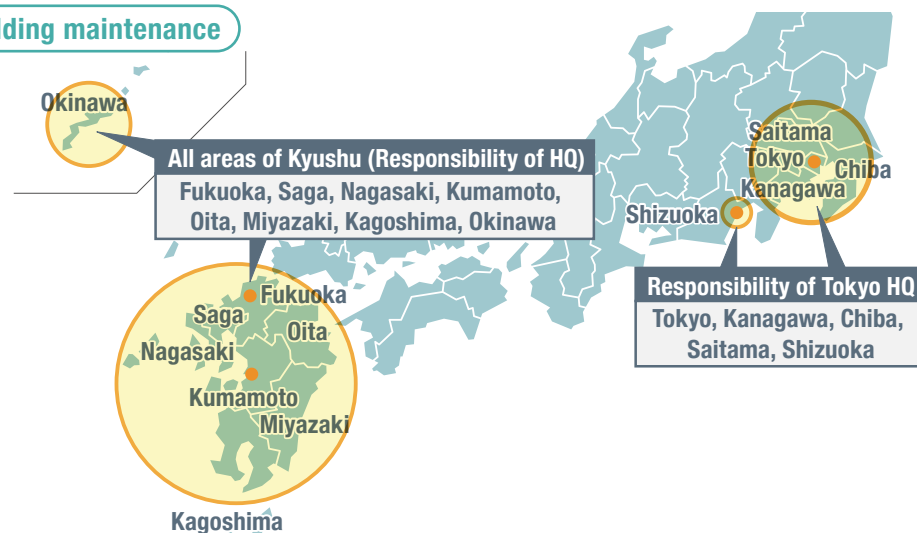 lding maintenance
Okinawa
All areas of Kyushu (Responsibility of HQ)
Fukuoka, Saga, Nagasaki, Kumamoto,
Oita, Miyazaki, Kagoshima, Okinawa
Saitama
Tokyo
Chiba
Kanagawa
Shizuoka
Responsibility of Tokyo HQ
Tokyo, Kanagawa, Chiba,
Saitama, Shizuoka
Fukuoka
Saga
Oita
Nagasaki
Kumamoto
Miyazaki
Kagoshima